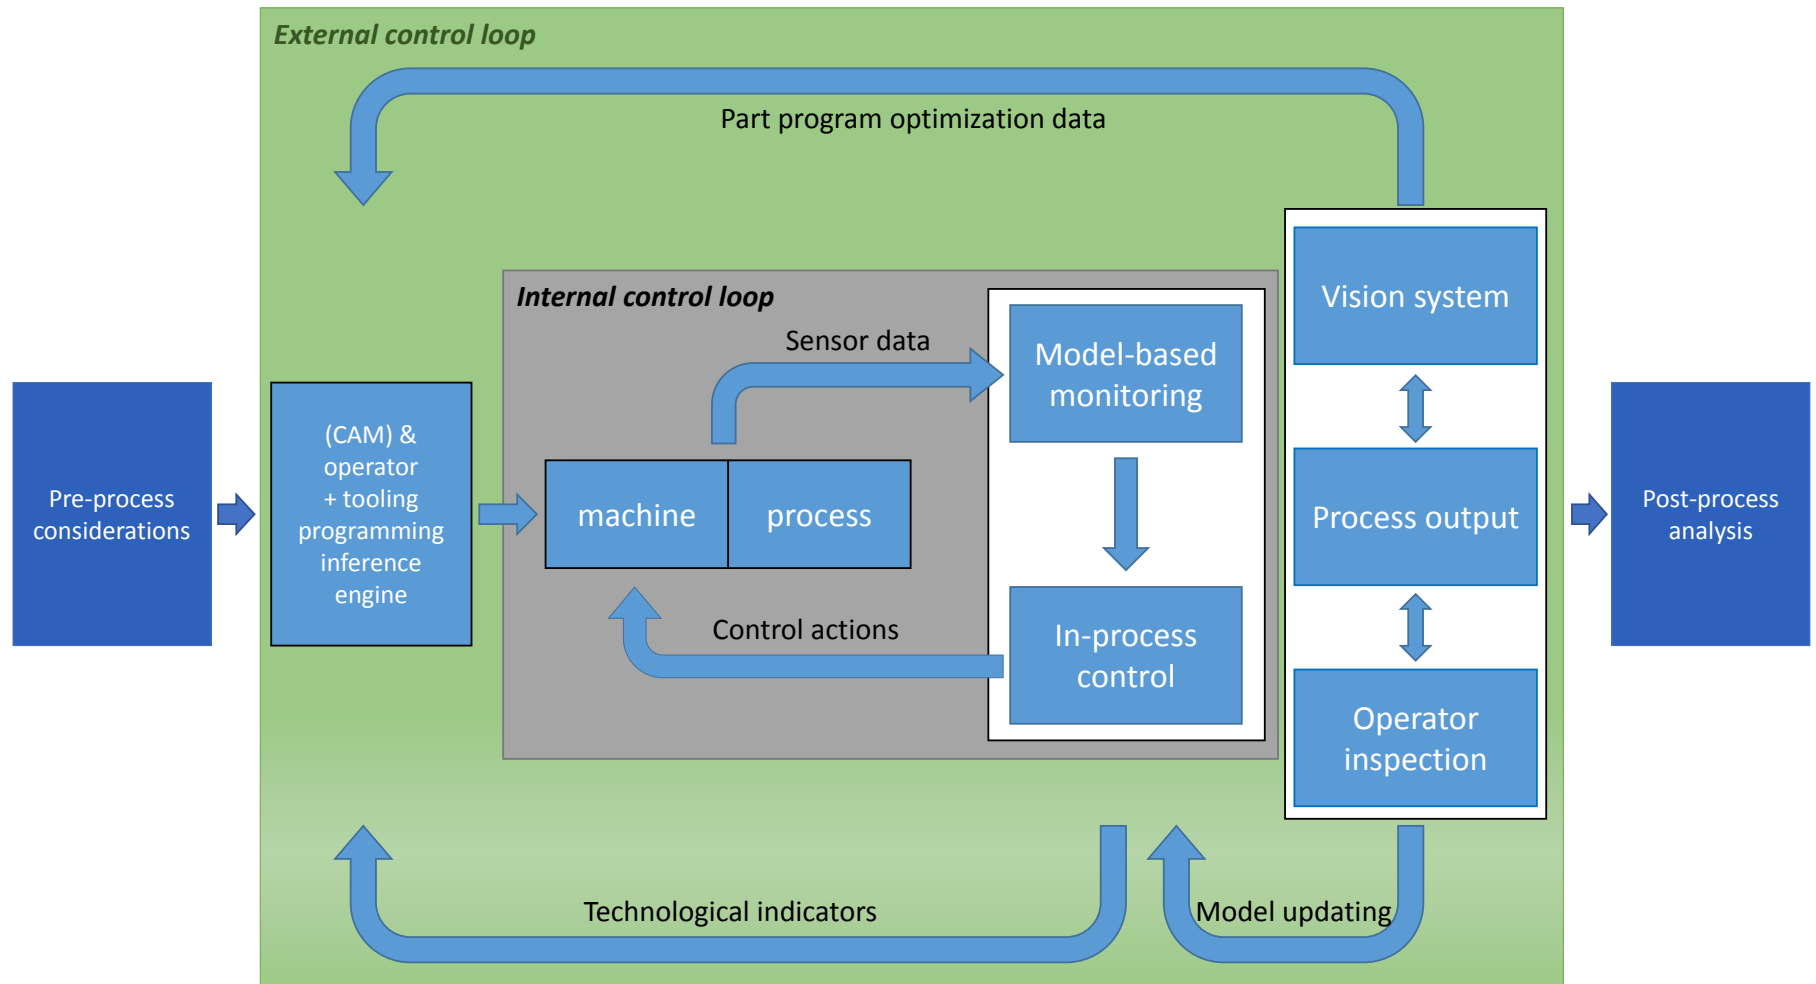 External control loop
Part program optimization data
Internal control loop
Sensor data
Model-based
monitoring
Vision system
Pre-process
considerations
(CAM) &
operator
+ tooling
programming
inference
engine
machine
process
Process output
Post-process
analysis
Control actions
In-process
control
Operator
inspection
Technological indicators
Model updating